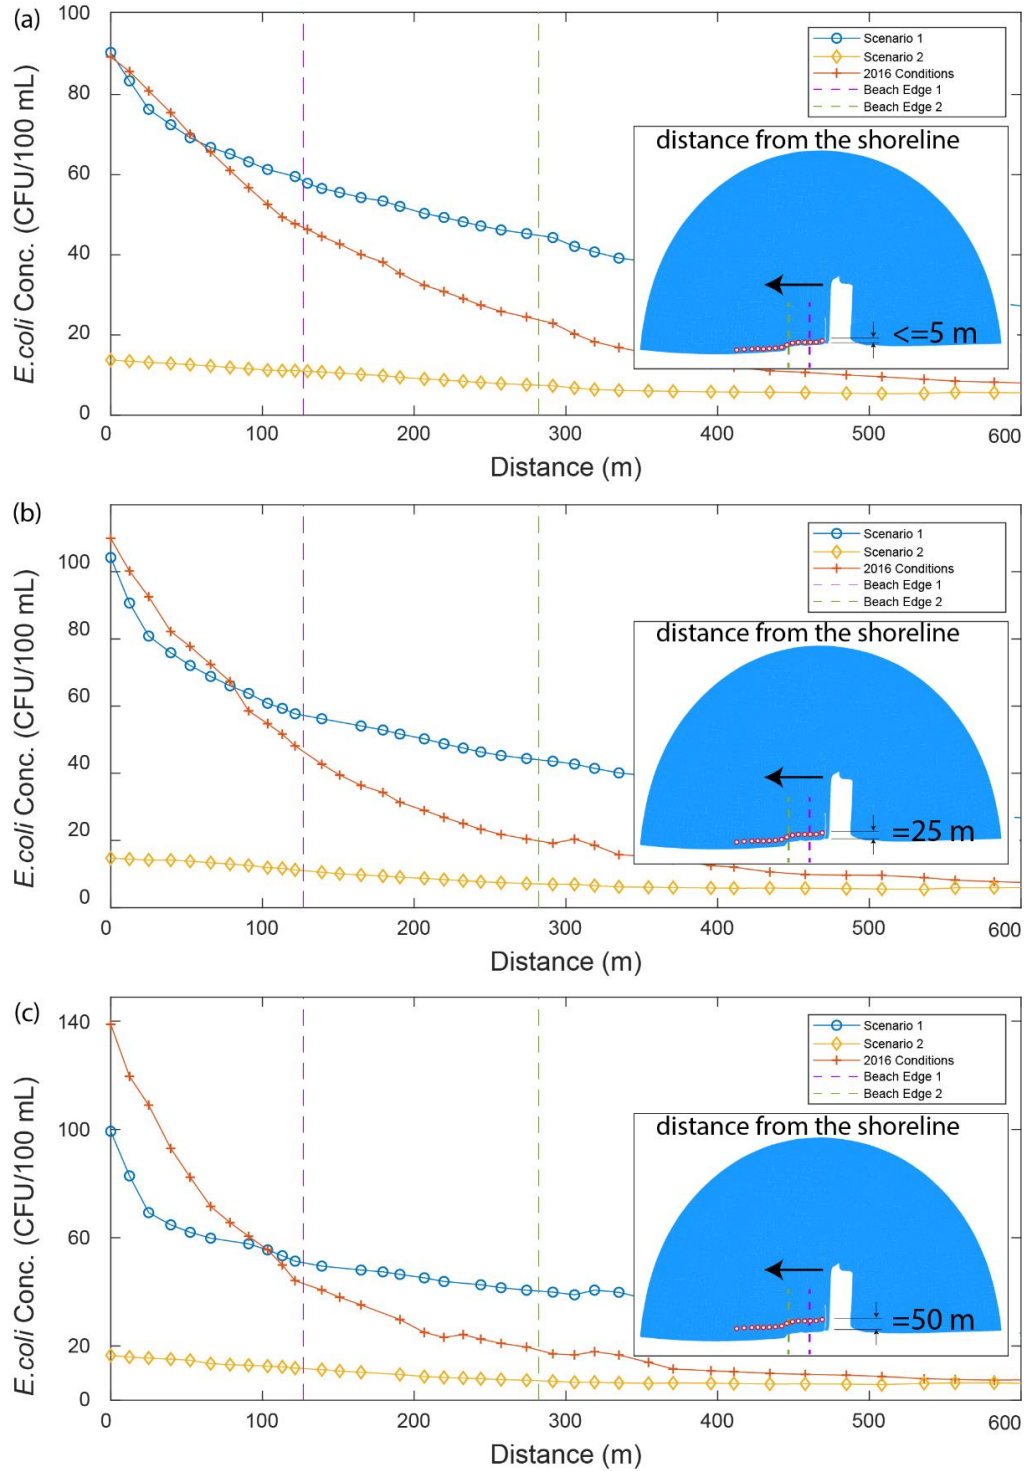 (a)
100
80
60
40
20
0
E.coli Conc. (CFU/100 mL)
Scenario 1
Scenario 2
2016 Conditions
Beach Edge 1
Beach Edge 2
distance from the shoreline
<=5 m
0 100 200 300 400 500 600
Distance (m)
(b)
100
80
60
40
20
0
E.coli Conc. (CFU/100 mL)
Scenario 1
Scenario 2
2016 Conditions
Beach Edge 1
Beach Edge 2
distance from the shoreline
=25 m
0 100 200 300 400 500 600
Distance (m)
(c)
140
100
60
20
0
E.coli Conc. (CFU/100 mL)
Scenario 1
Scenario 2
2016 Conditions
Beach Edge 1
Beach Edge 2
distance from the shoreline
=50 m
0 100 200 300 400 500 600
Distance (m)